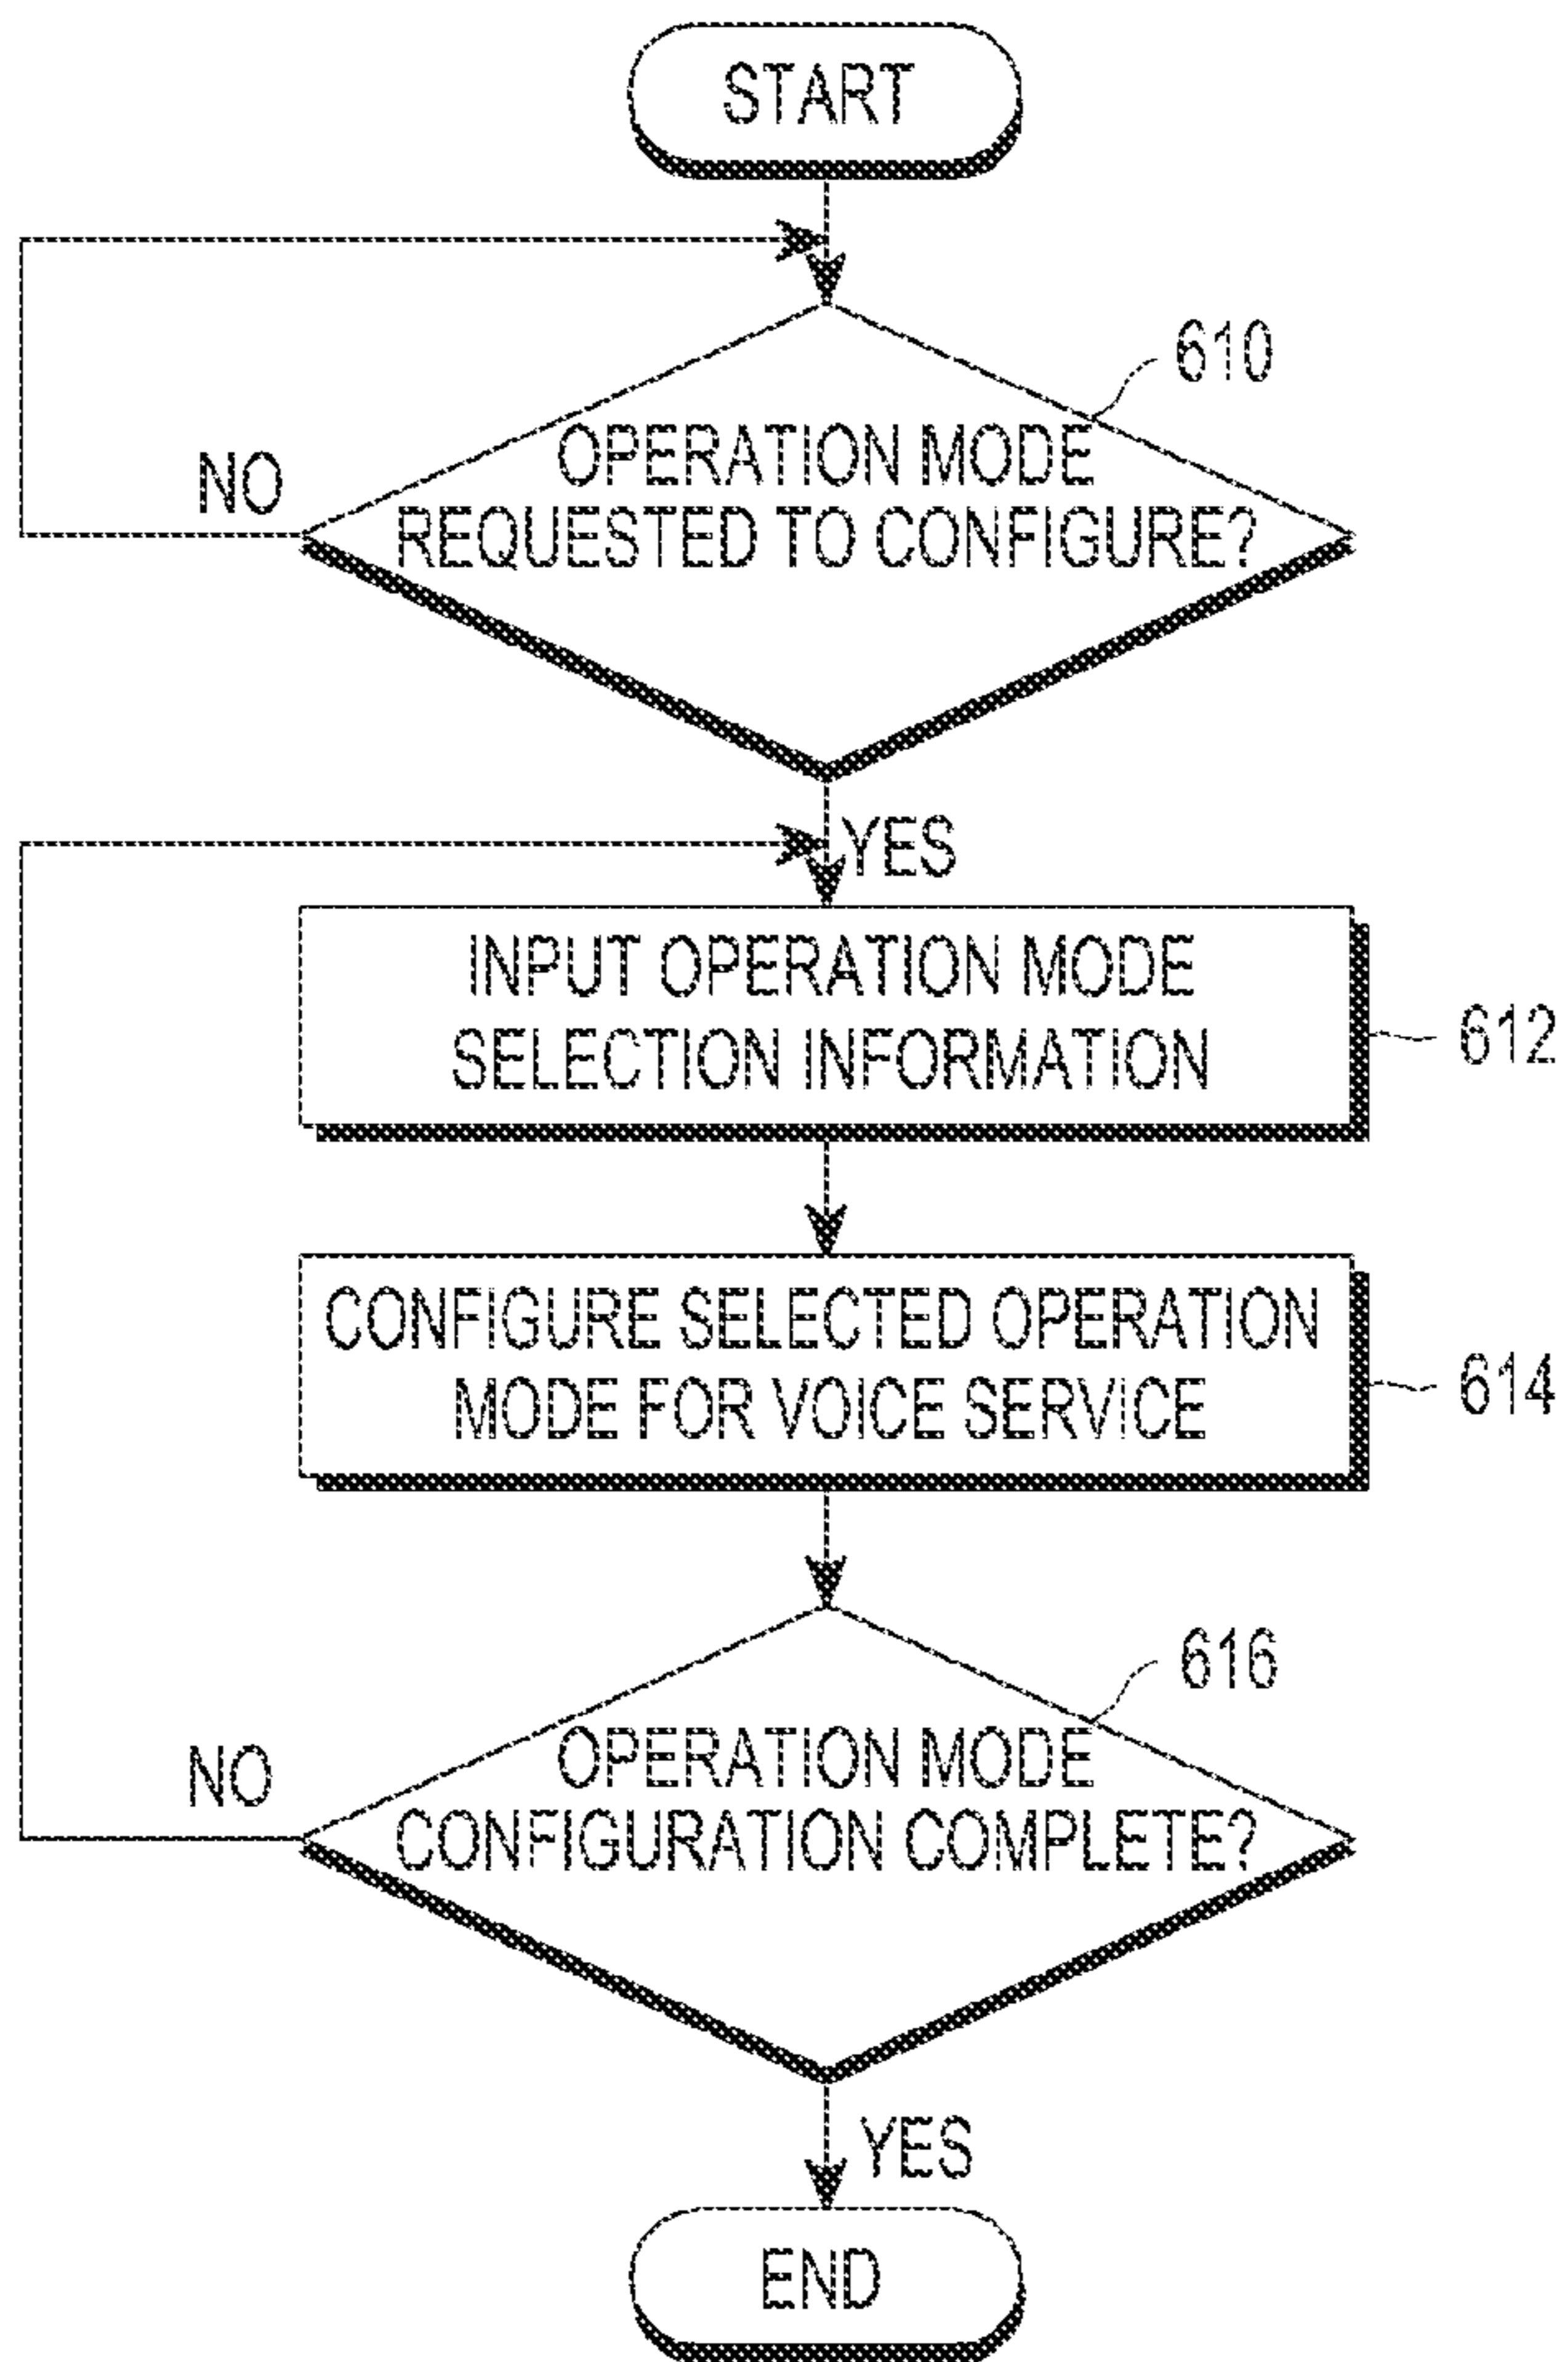 START
610
OPERATION MODE
REQUESTED TO CONFIGURE?
NO
YES
INPUT OPERATION MODE
SELECTION INFORMATION
612
CONFIGURE SELECTED OPERATION
MODE FOR VOICE SERVICE
614
616
OPERATION MODE
CONFIGURATION COMPLETE?
NO
YES
END